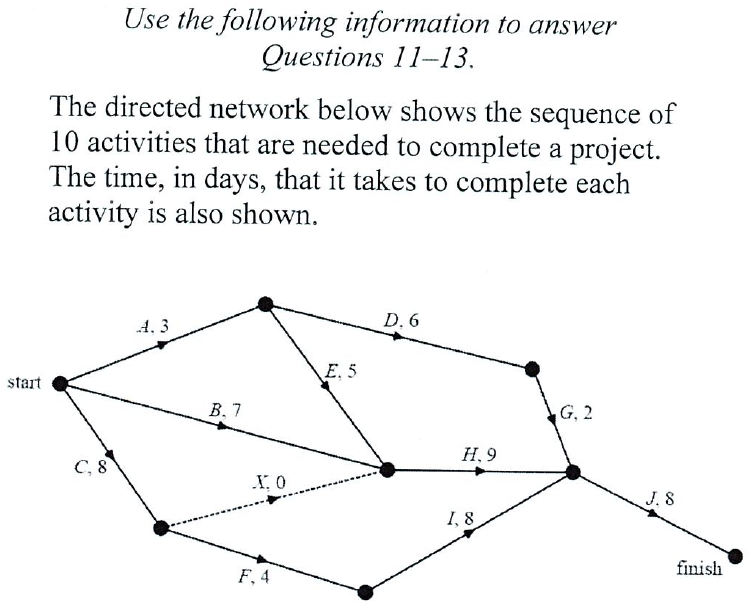 Use the following information to answer
Questions 11–13.
The directed network below shows the sequence of
10 activities that are needed to complete a project.
The time, in days, that it takes to complete each
activity is also shown.
A, 3
D, 6
start
E, 5
B, 7
G, 2
C, 8
X, 0
H, 9
I, 8
J, 8
F, 4
finish